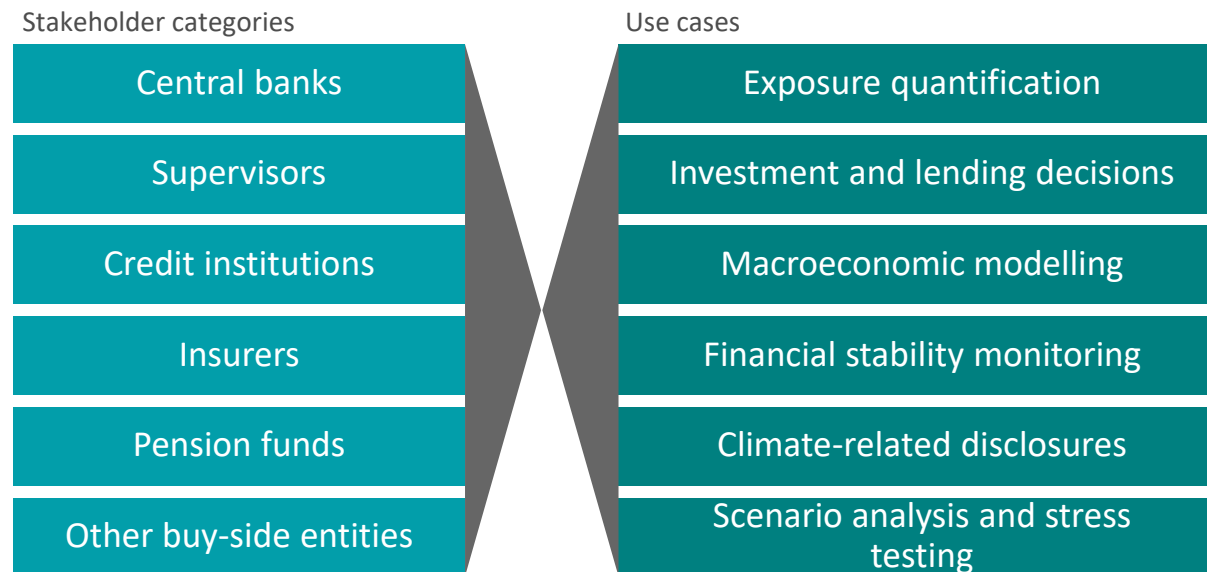 Stakeholder categories
Central banks
Supervisors
Credit institutions
Insurers
Pension funds
Other buy-side entities
Use cases
Exposure quantification
Investment and lending decisions
Macroeconomic modelling
Financial stability monitoring
Climate-related disclosures
Scenario analysis and stress
testing